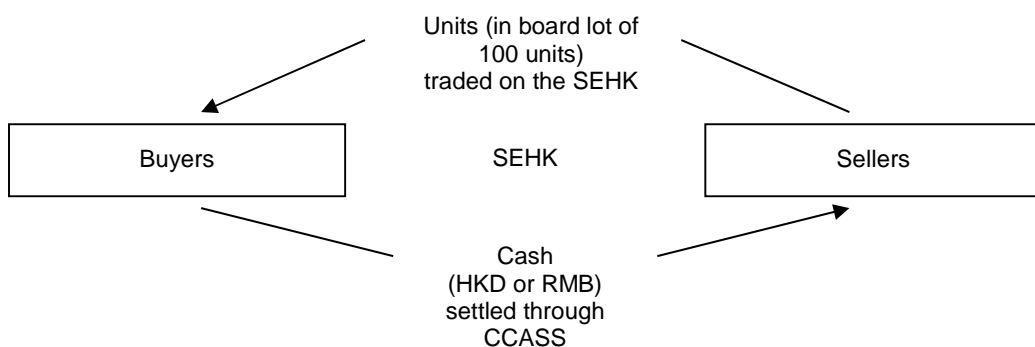 Units (in board lot of
100 units)
traded on the SEHK
Buyers
SEHK
Sellers
Cash
(HKD or RMB)
settled through
CCASS